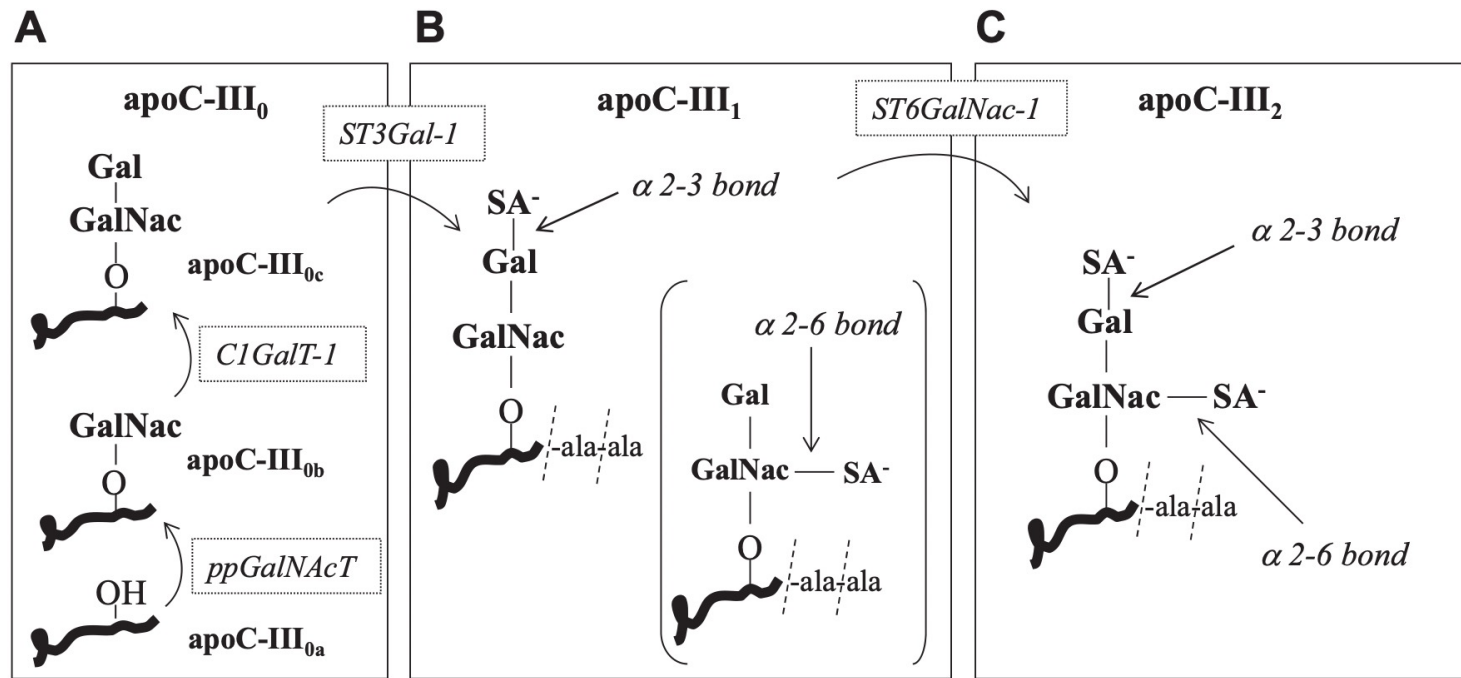 A
apoC-III₀
Gal
GalNac
O
apoC-III₀c
C1GalT-1
GalNac
apoC-III₀b
O
ppGalNAcT
OH
apoC-III₀a
ST3Gal-1
B
apoC-III₁
α 2-3 bond
SA⁻
Gal
GalNac
O
-ala-ala
α 2-6 bond
Gal
GalNac
SA⁻
O
-ala-ala
ST6GalNac-1
C
apoC-III₂
α 2-3 bond
SA⁻
Gal
GalNac
SA⁻
O
-ala-ala
α 2-6 bond